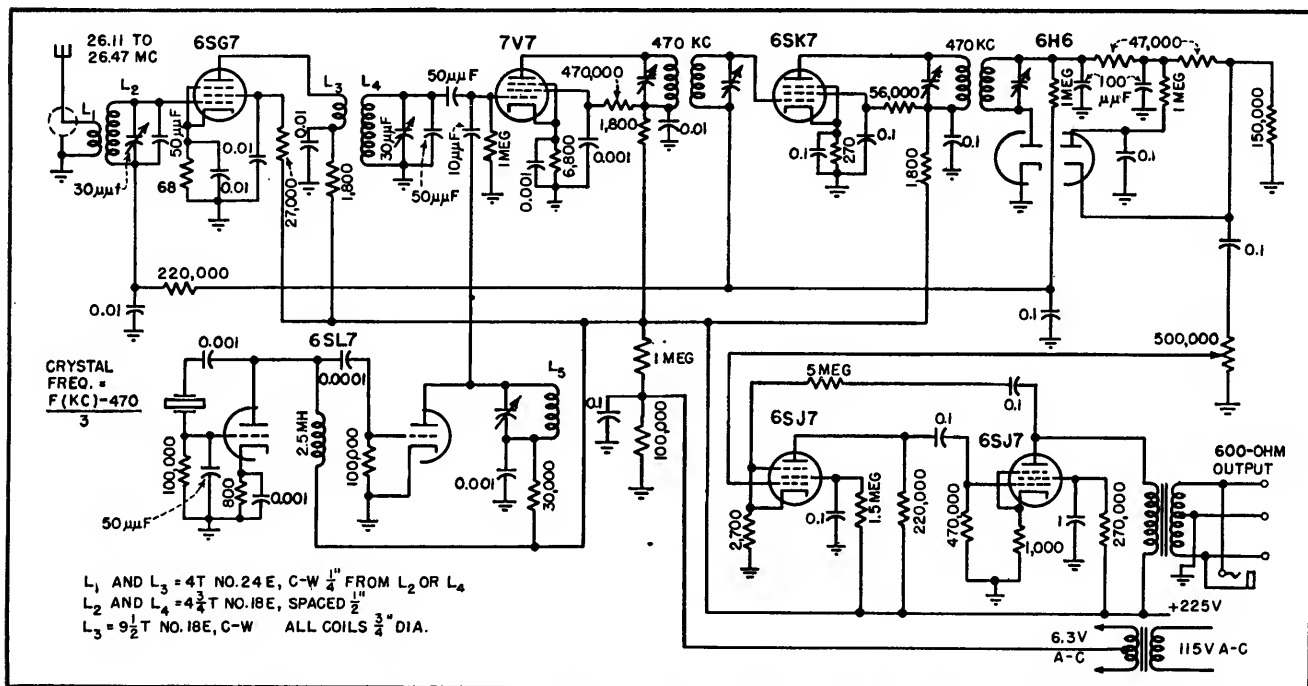 26.11 TO
26.47 MC
6SG7
7V7
470 KC
6SK7
470 KC
6H6
47,000
L₁
L₂
L₃
L₄
50μμF
470,000
56,000
1 MEG
100
μμF
1 MEG
150,000
30μμf
50μμF
68
0.01
0.01
27,000
0.01
1,800
30μμF
50μμF
10μμF
1 MEG
0.001
6,800
0.001
1,800
0.01
0.1
270
0.1
1,800
0.1
0.1
0.1
220,000
0.01
0.1
500,000
CRYSTAL
FREQ. =
F(KC)-470
3
0.001
6SL7
0.0001
L₅
1 MEG
0.1
100,000
100,000
50μμF
800
0.001
2.5MH
100,000
0.001
30,000
5 MEG
0.1
6SJ7
0.1
6SJ7
600-OHM
OUTPUT
2,700
0.1
1.5MEG
220,000
470,000
1,000
1
270,000
+225V
6.3V
A-C
115V A-C
L₁ AND L₃ = 4T NO.24 E, C-W 1/4" FROM L₂ OR L₄
L₂ AND L₄ = 4 3/4 T NO.18E, SPACED 1/2"
L₃ = 9 1/2 T NO.18E, C-W ALL COILS 3/4" DIA.